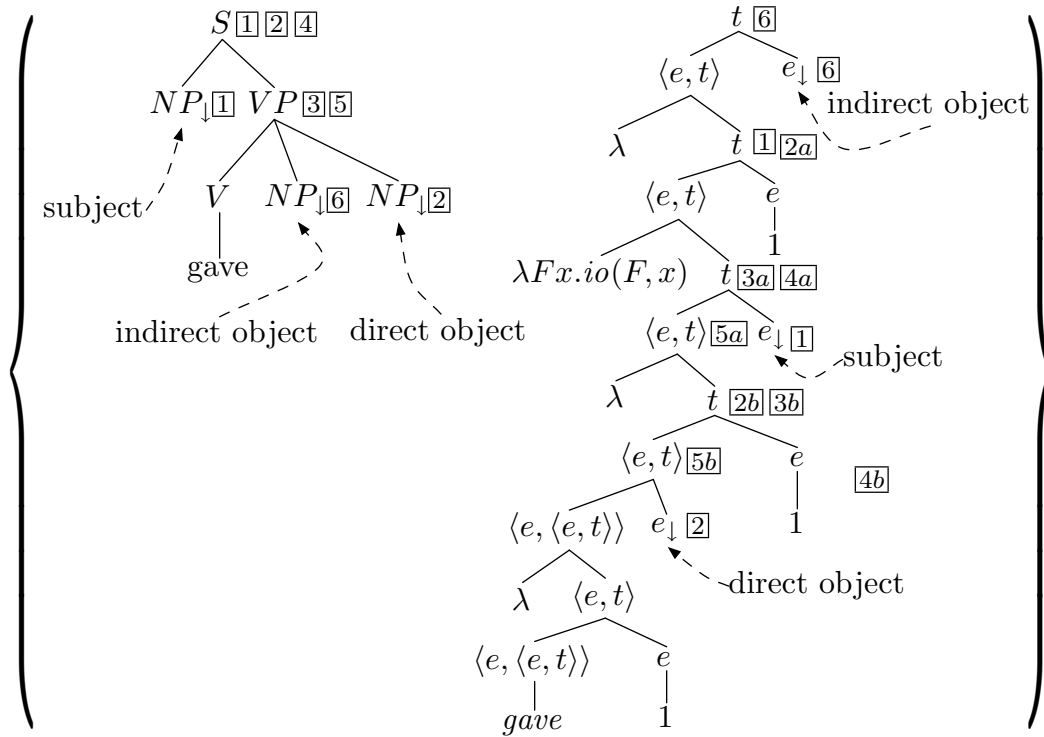 S 1 2 4
NP↓ 1 VP 3 5
V NP↓ 6 NP↓ 2
subject
gave
indirect object direct object
t 6
⟨e, t⟩ e↓ 6
indirect object
λ t 1 2a
⟨e, t⟩ e
1
λFx.io(F, x) t 3a 4a
⟨e, t⟩ 5a e↓ 1
subject
λ t 2b 3b
⟨e, t⟩ 5b e
4b
⟨e, ⟨e, t⟩⟩ e↓ 2 1
direct object
λ ⟨e, t⟩
⟨e, ⟨e, t⟩⟩ e
gave 1